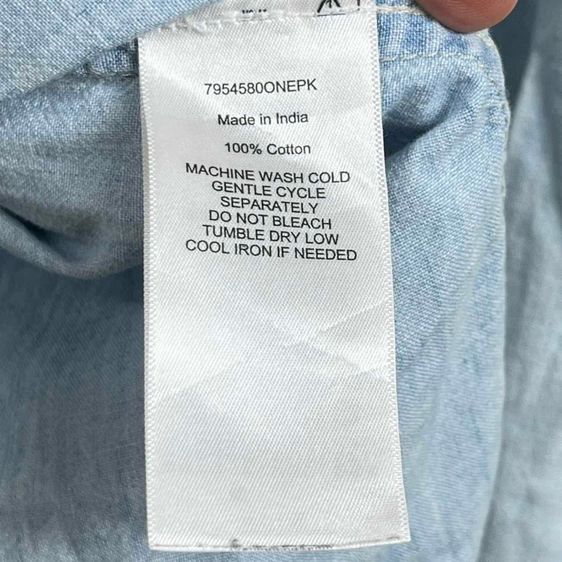 7954580ONEPK
Made in India
100% Cotton
MACHINE WASH COLD
GENTLE CYCLE
SEPARATELY
DO NOT BLEACH
TUMBLE DRY LOW
COOL IRON IF NEEDED